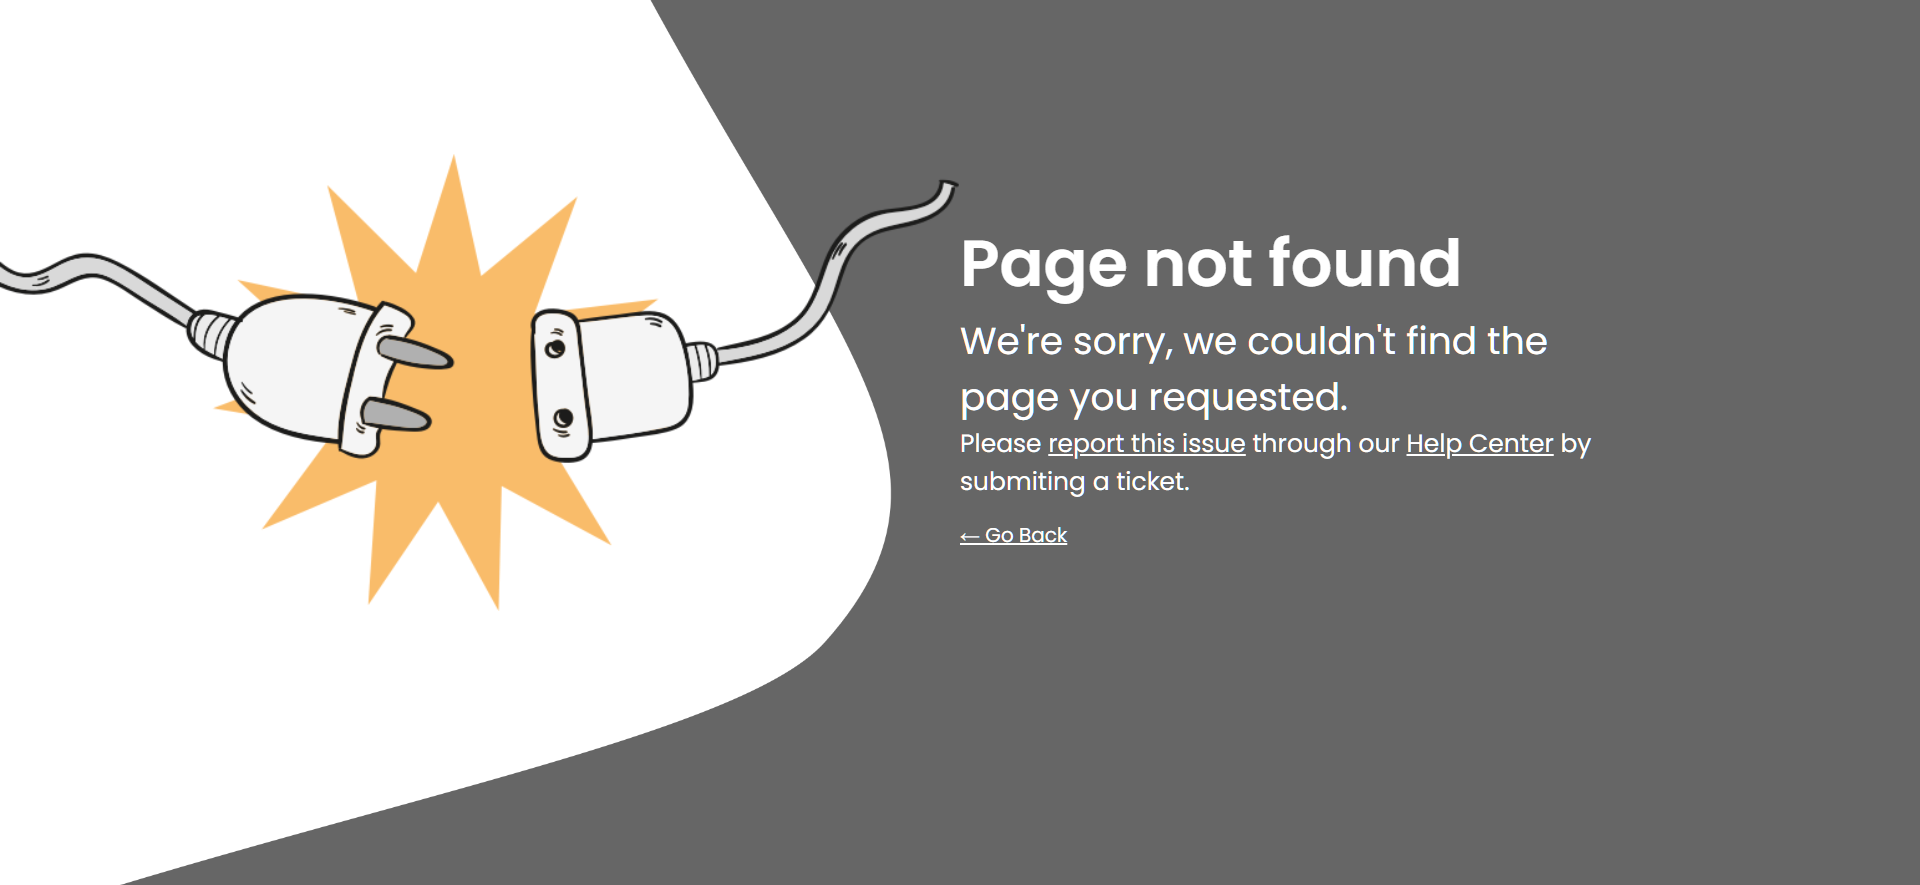 Page not found
We're sorry, we couldn't find the
page you requested.
Please report this issue through our Help Center by
submiting a ticket.
← Go Back